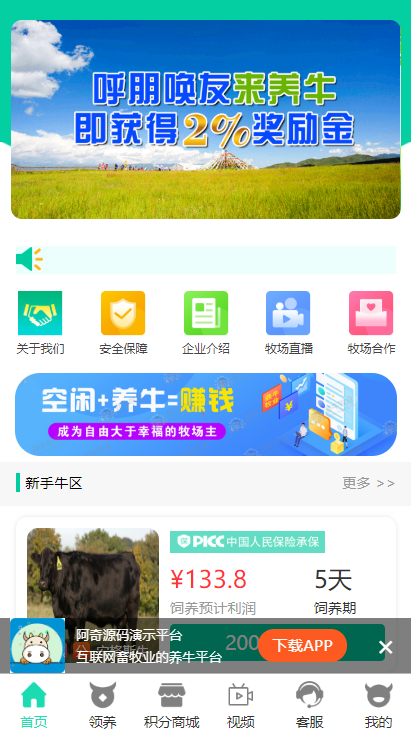 呼朋唤友来养牛
即获得2%奖励金
关于我们 安全保障 企业介绍 牧场直播 牧场合作
空闲+养牛=赚钱
成为自由大于幸福的牧场主
新手牛区 更多 >>
PICC 中国人民保险承保
¥133.8 5天
饲养预计利润 饲养期
阿奇源码演示平台
互联网畜牧业的养牛平台
200
下载APP
首页 领养 积分商城 视频 客服 我的